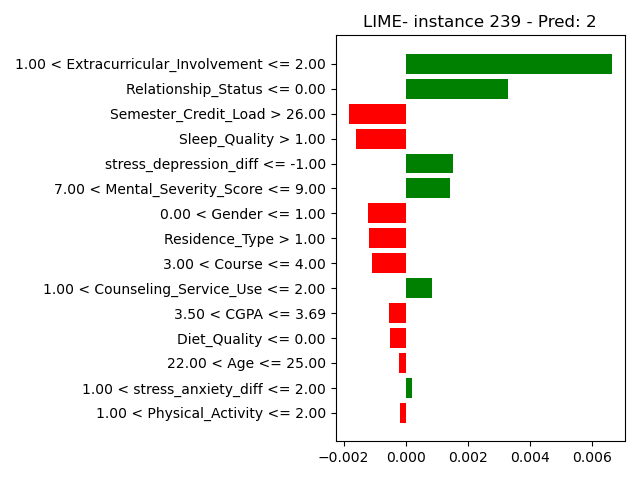 LIME- instance 239 - Pred: 2
1.00 < Extracurricular_Involvement <= 2.00
Relationship_Status <= 0.00
Semester_Credit_Load > 26.00
Sleep_Quality > 1.00
stress_depression_diff <= -1.00
7.00 < Mental_Severity_Score <= 9.00
0.00 < Gender <= 1.00
Residence_Type > 1.00
3.00 < Course <= 4.00
1.00 < Counseling_Service_Use <= 2.00
3.50 < CGPA <= 3.69
Diet_Quality <= 0.00
22.00 < Age <= 25.00
1.00 < stress_anxiety_diff <= 2.00
1.00 < Physical_Activity <= 2.00
−0.002 0.000 0.002 0.004 0.006